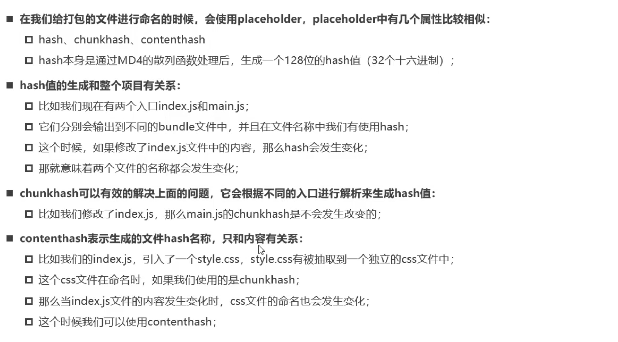 在我们给打包的文件进行命名的时候，会使用placeholder，placeholder中有几个属性比较相似：
hash、chunkhash、contenthash
hash本身是通过MD4的散列函数处理后，生成一个128位的hash值（32个十六进制）；
hash值的生成和整个项目有关系：
比如我们现在有两个入口index.js和main.js；
它们分别会输出到不同的bundle文件中，并且在文件名称中我们有使用hash；
这个时候，如果修改了index.js文件中的内容，那么hash会发生变化；
那就意味着两个文件的名称都会发生变化；
chunkhash可以有效的解决上面的问题，它会根据不同的入口进行解析来生成hash值：
比如我们修改了index.js，那么main.js的chunkhash是不会发生改变的；
contenthash表示生成的文件hash名称，只和内容有关系：
比如我们的index.js，引入了一个style.css，style.css有被抽取到一个独立的css文件中；
这个css文件在命名时，如果我们使用的是chunkhash；
那么当index.js文件的内容发生变化时，css文件的命名也会发生变化；
这个时候我们可以使用contenthash；